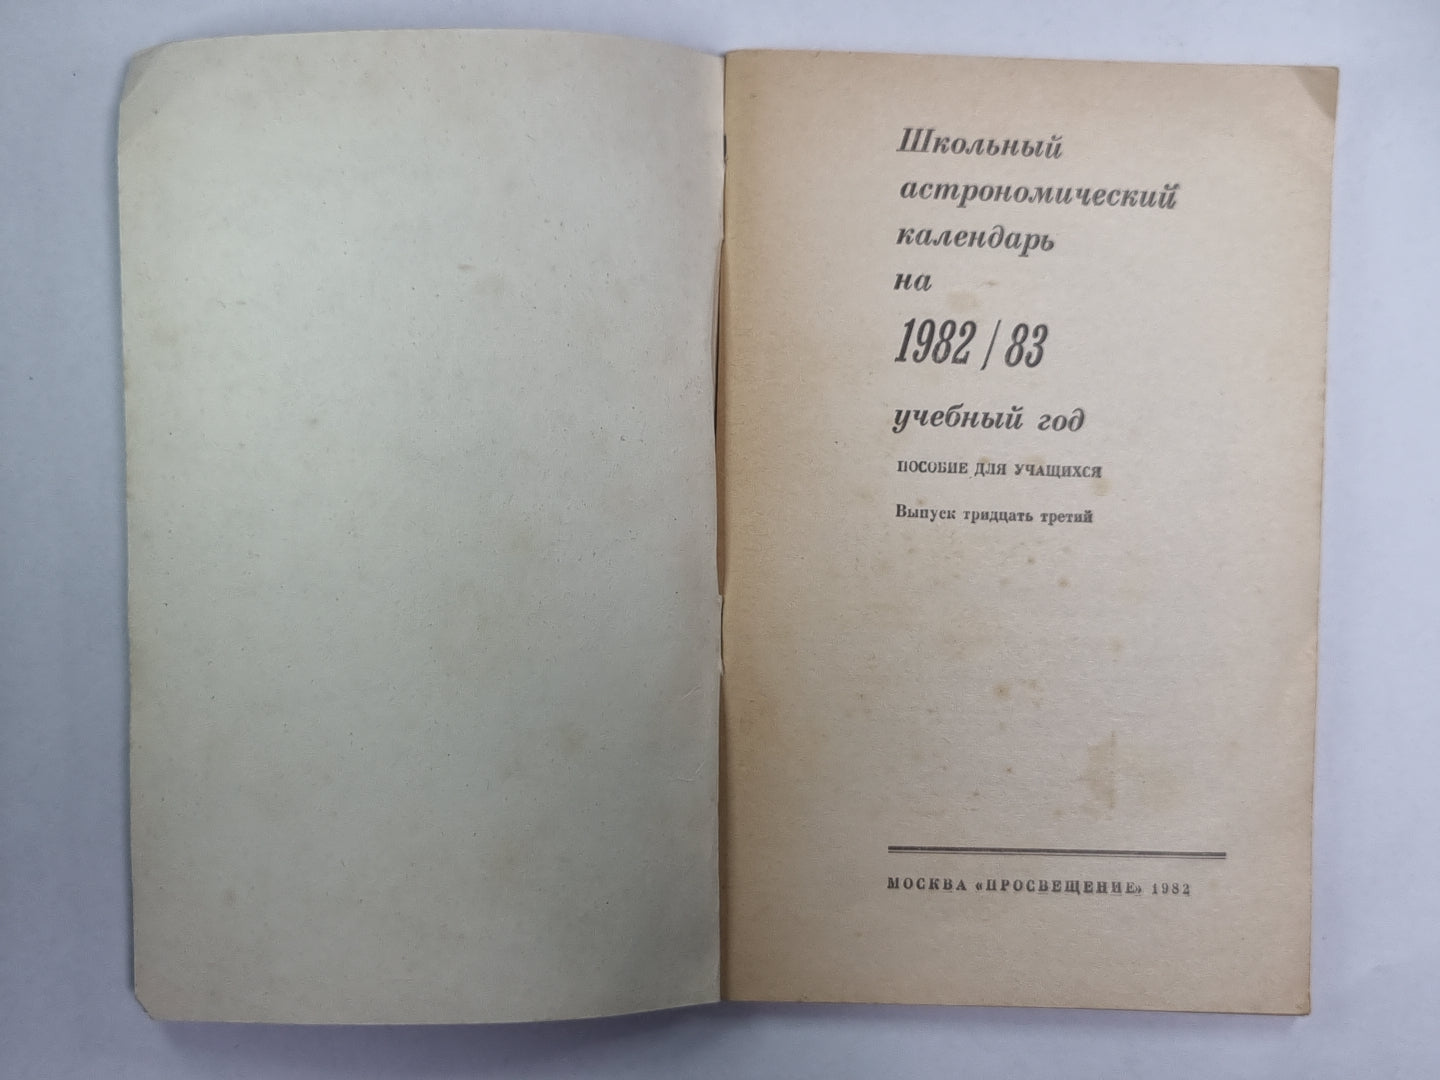 Школьный
астрономический
календарь
на
1982 / 83
учебный год
ПОСОБИЕ ДЛЯ УЧАЩИХСЯ
Выпуск тридцать третий
МОСКВА «ПРОСВЕЩЕНИЕ» 1982